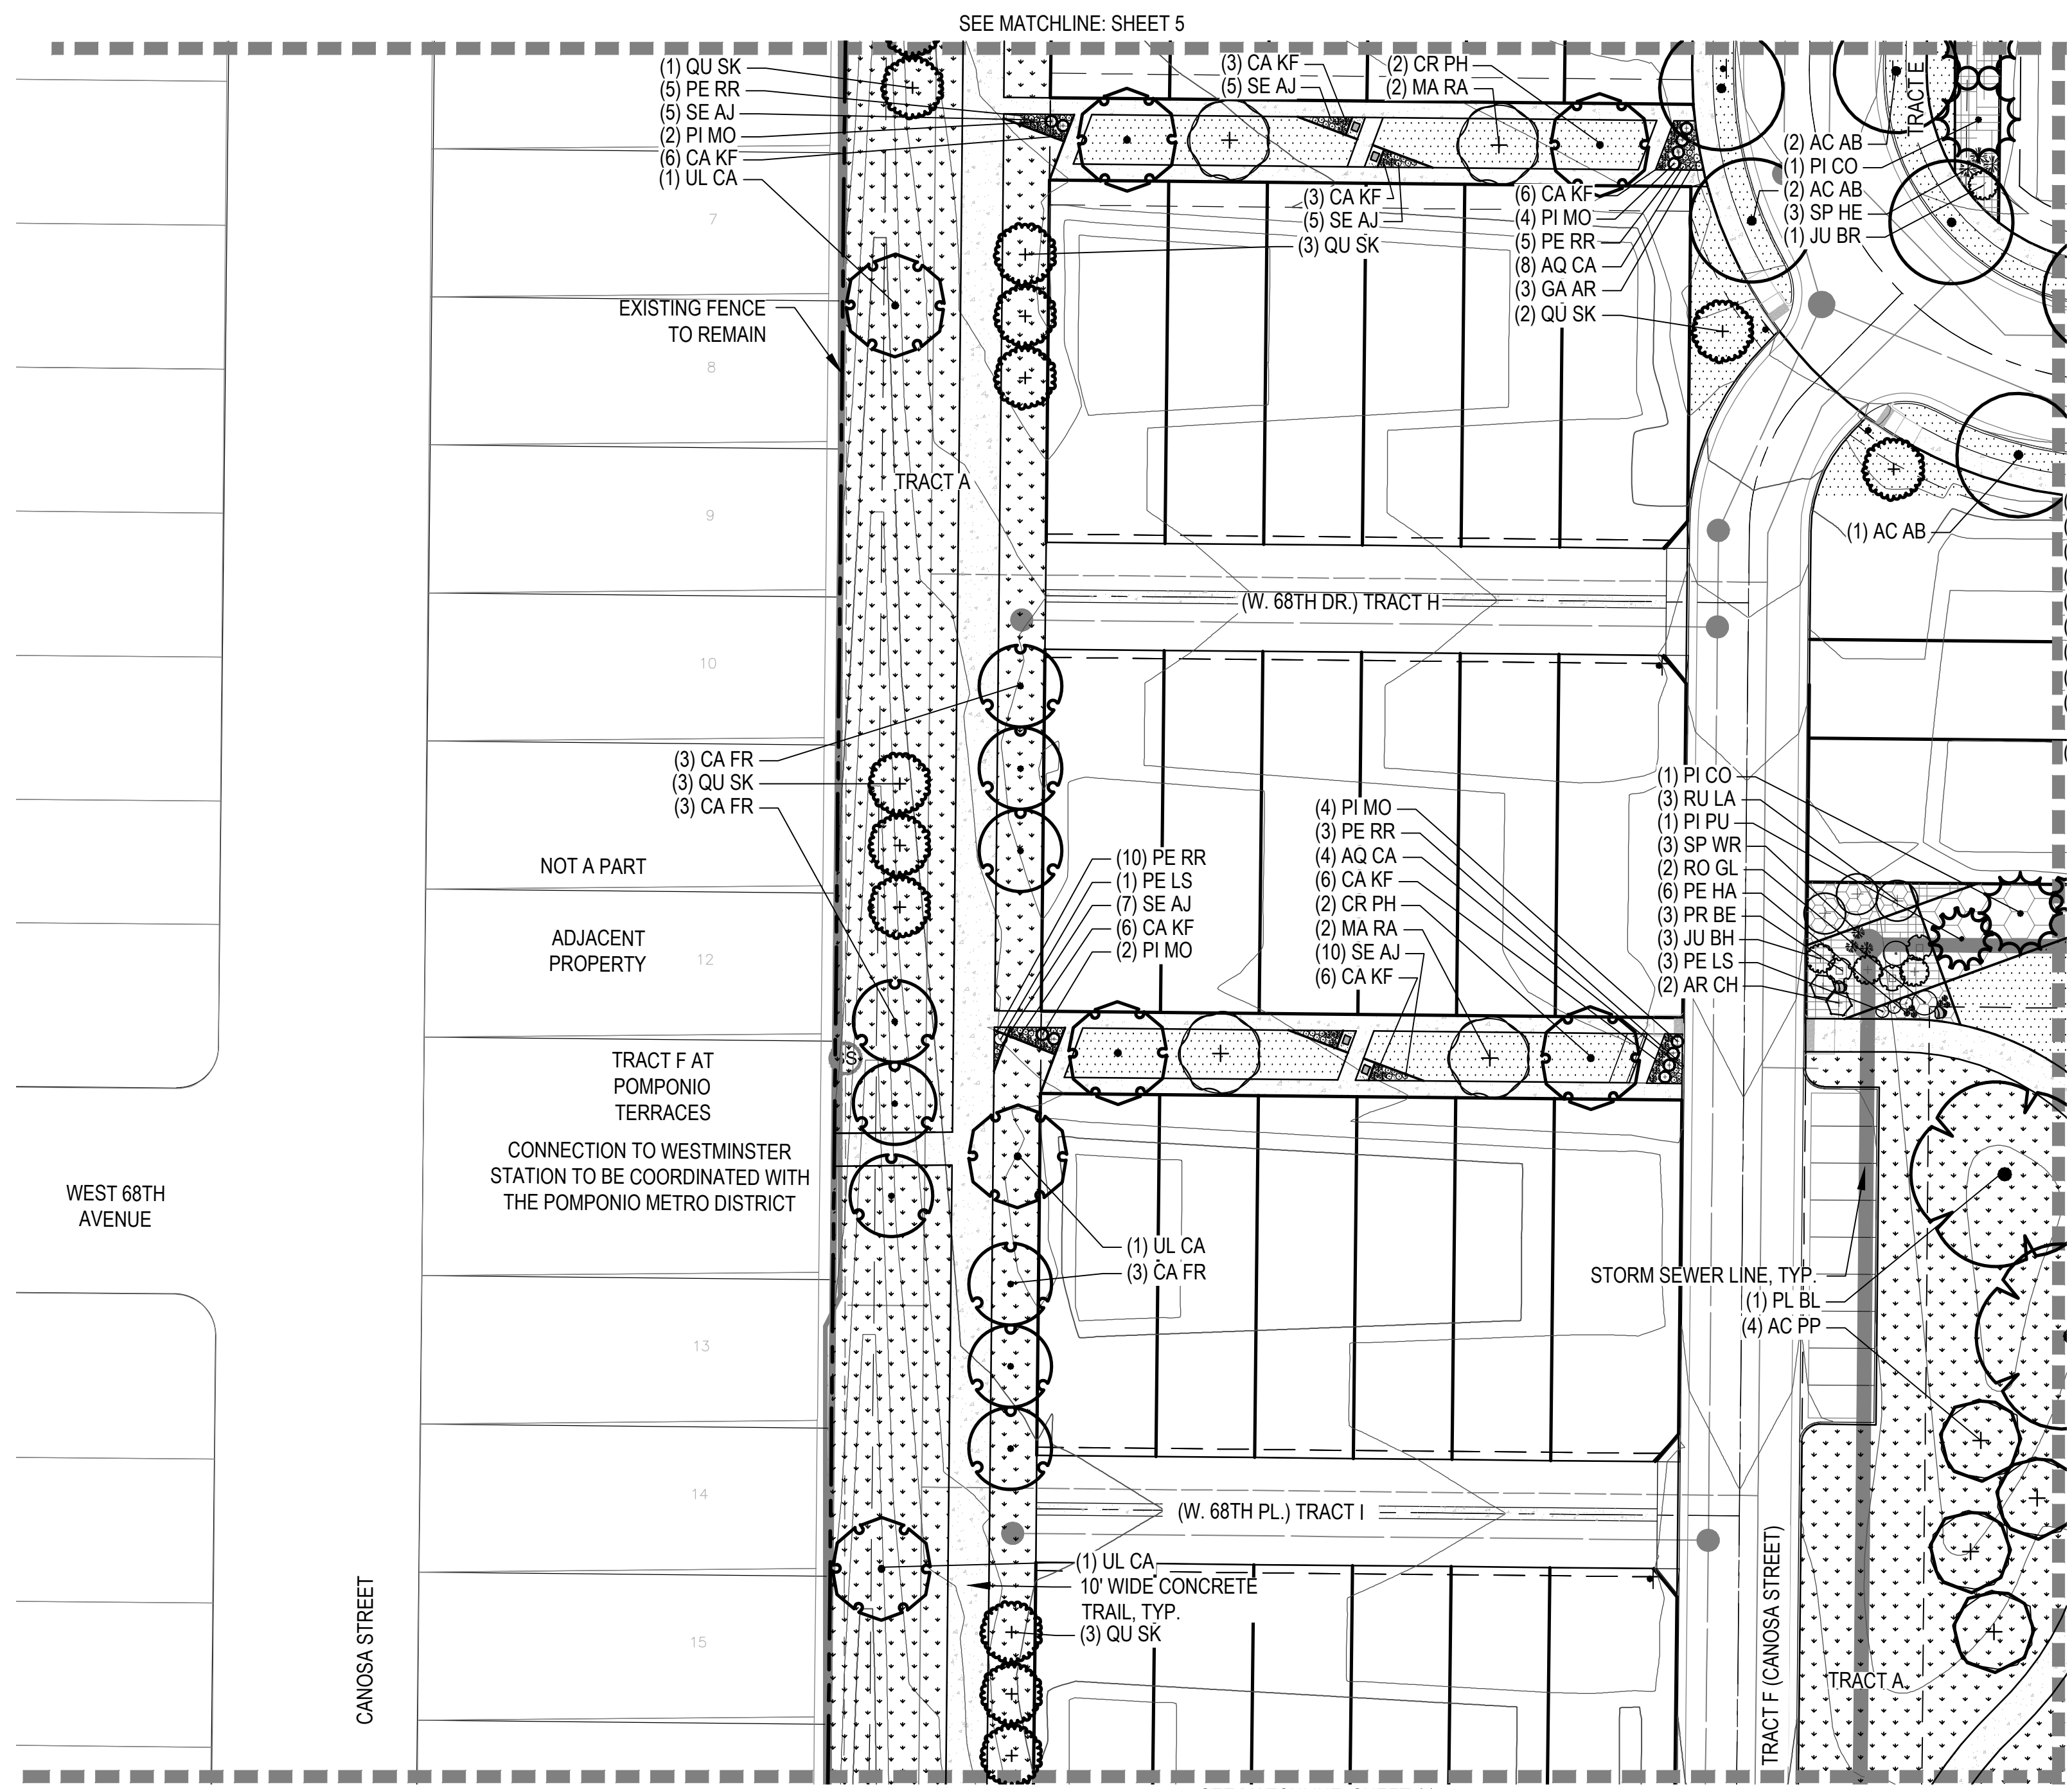 SEE MATCHLINE: SHEET 5
(1) QU SK
(5) PE RR
(5) SE AJ
(2) PI MO
(6) CA KF
(1) UL CA
(3) CA KF
(5) SE AJ
(2) CR PH
(2) MA RA
TRACT E
(2) AC AB
(1) PI CO
(2) AC AB
(3) SP HE
(1) JU BR
(3) CA KF
(5) SE AJ
(3) QU SK
(6) CA KF
(4) PI MO
(5) PE RR
(8) AQ CA
(3) GA AR
(2) QU SK
7
EXISTING FENCE
TO REMAIN
8
TRACT A
9
(1) AC AB
(W. 68TH DR.) TRACT H
10
(3) CA FR
(3) QU SK
(3) CA FR
(1) PI CO
(3) RU LA
(1) PI PU
(3) SP WR
(2) RO GL
(6) PE HA
(3) PR BE
(3) JU BH
(3) PE LS
(2) AR CH
(4) PI MO
(3) PE RR
(4) AQ CA
(6) CA KF
(2) CR PH
(2) MA RA
(10) SE AJ
(6) CA KF
(10) PE RR
(1) PE LS
(7) SE AJ
(6) CA KF
(2) PI MO
NOT A PART
ADJACENT
PROPERTY
12
TRACT F AT
POMPONIO
TERRACES
CONNECTION TO WESTMINSTER
STATION TO BE COORDINATED WITH
THE POMPONIO METRO DISTRICT
WEST 68TH
AVENUE
(1) UL CA
(3) CA FR
STORM SEWER LINE, TYP.
(1) PL BL
(4) AC PP
13
14
(W. 68TH PL.) TRACT I
(1) UL CA
10' WIDE CONCRETE
TRAIL, TYP.
(3) QU SK
15
CANOSA STREET
TRACT F (CANOSA STREET)
TRACT A